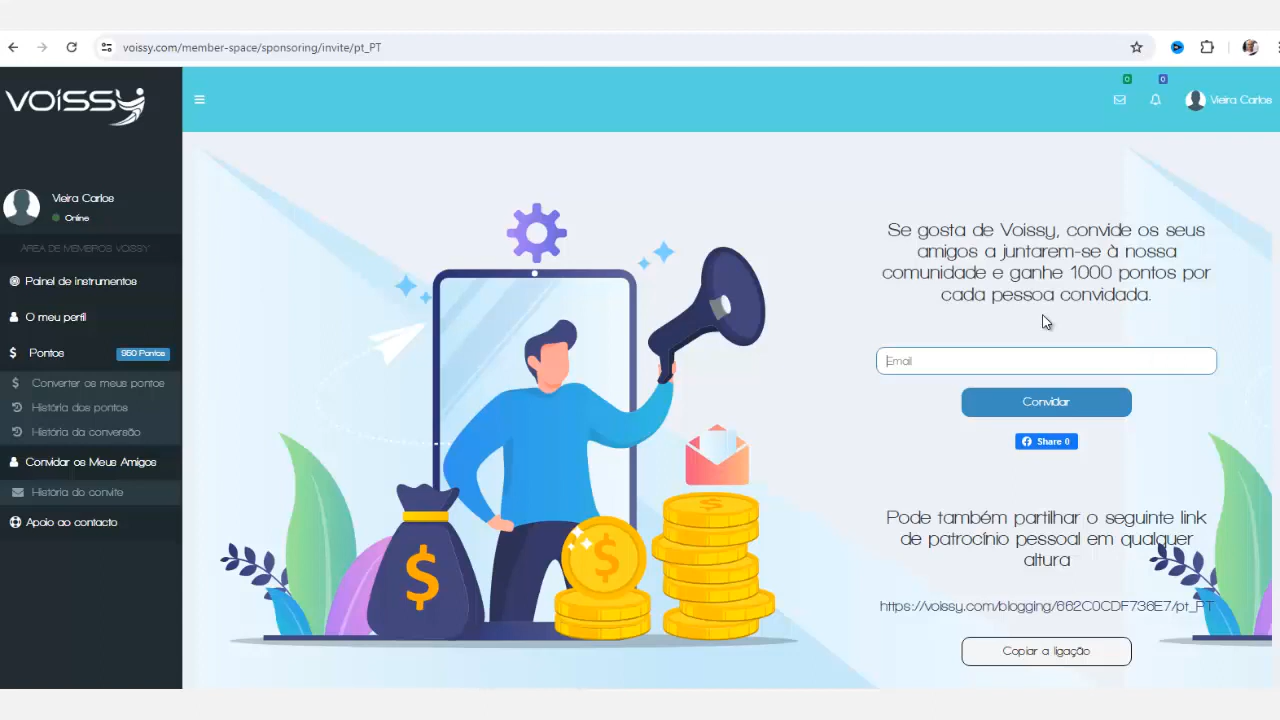 voissy.com/member-space/sponsoring/invite/pt_PT
VOISSY
0
0
Vieira Carlos
Vieira Carlos
Online
ÁREA DE MEMBROS VOISSY
Painel de instrumentos
O meu perfil
Pontos
960 Pontos
Converter os meus pontos
História dos pontos
História da conversão
Convidar os Meus Amigos
História do convite
Apoio ao contacto
Se gosta de Voissy, convide os seus
amigos a juntarem-se à nossa
comunidade e ganhe 1000 pontos por
cada pessoa convidada.
Email
Convidar
Share 0
Pode também partilhar o seguinte link
de patrocínio pessoal em qualquer
altura
https://voissy.com/blogging/662C0CDF736E7/pt_PT
Copiar a ligação